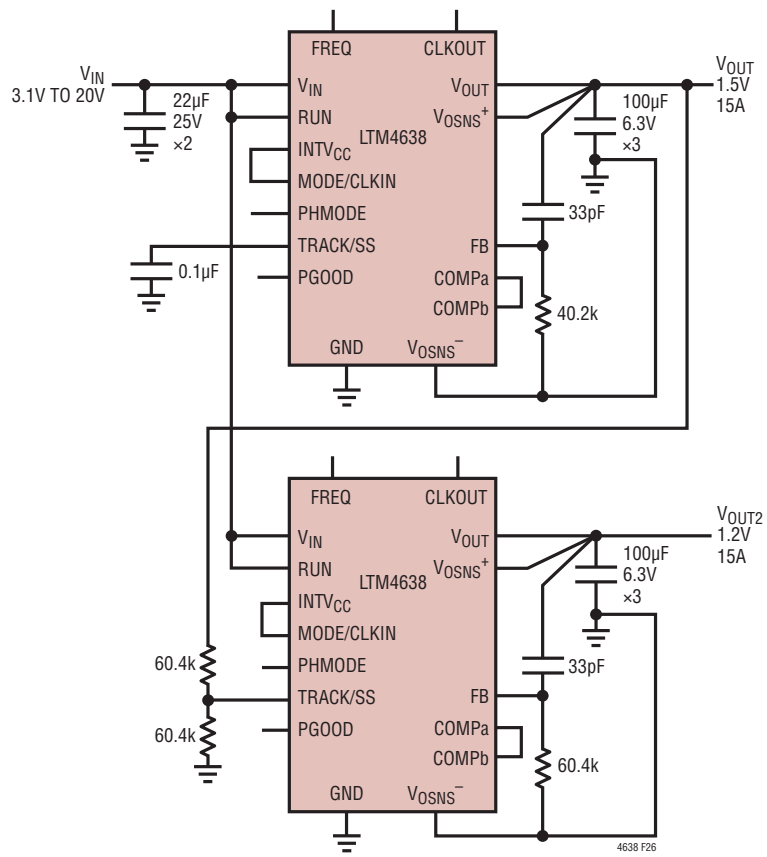 FREQ CLKOUT
VIN
3.1V TO 20V
22µF
25V
×2
VIN
RUN
INTVCC
MODE/CLKIN
PHMODE
TRACK/SS
PGOOD
LTM4638
VOUT
VOSNS+
FB
COMPa
COMPb
GND VOSNS–
0.1µF
VOUT
1.5V
15A
100µF
6.3V
×3
33pF
40.2k
FREQ CLKOUT
VIN
RUN
INTVCC
MODE/CLKIN
PHMODE
TRACK/SS
PGOOD
LTM4638
VOUT
VOSNS+
FB
COMPa
COMPb
GND VOSNS–
60.4k
60.4k
VOUT2
1.2V
15A
100µF
6.3V
×3
33pF
60.4k
4638 F26